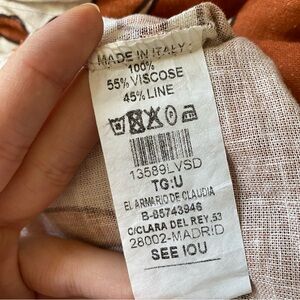 MADE IN ITALY
100%
55% VISCOSE
45% LINE
13589LVSD
TG:U
EL ARMARIO DE CLAUDIA
B-85743946
C/CLARA DEL REY.53
28002-MADRID
SEE IOU